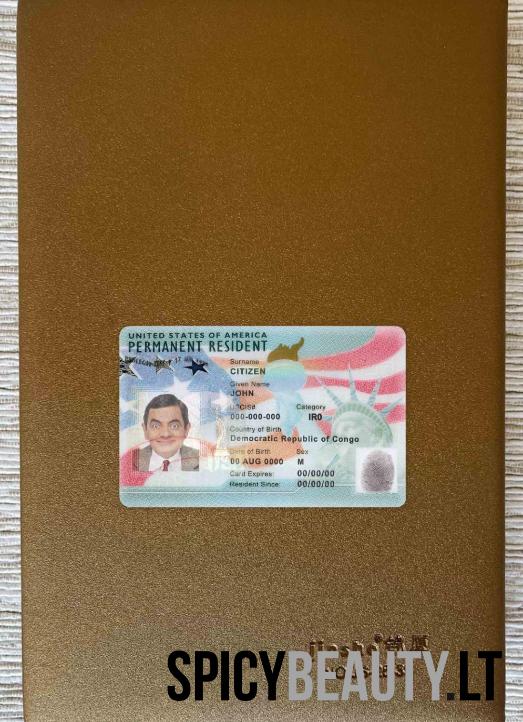 UNITED STATES OF AMERICA
PERMANENT RESIDENT
Surname
CITIZEN
Given Name
JOHN
USCIS# Category
000-000-000 IR0
Country of Birth
Democratic Republic of Congo
Date of Birth Sex
00 AUG 0000 M
Card Expires: 00/00/00
Resident Since: 00/00/00
SPICYBEAUTY.LT